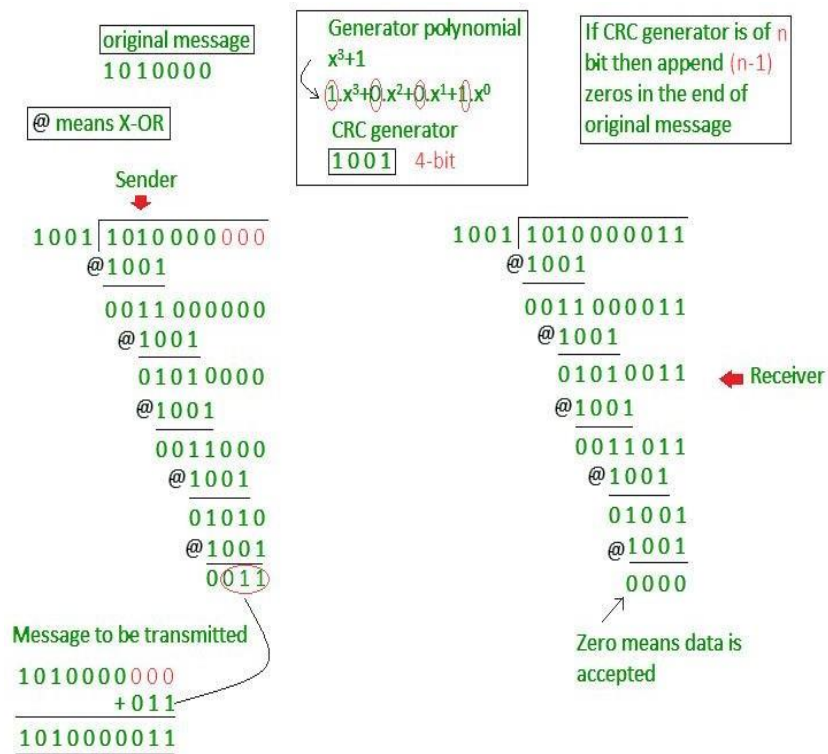 original message
1010000
@ means X-OR
Generator polynomial
x³+1
1.x³+0.x²+0.x¹+1.x⁰
CRC generator
1001 4-bit
If CRC generator is of n
bit then append (n-1)
zeros in the end of
original message
Sender
1001 1010000000
@1001
0011000000
@1001
01010000
@1001
0011000
@1001
01010
@1001
0011
Message to be transmitted
1010000000
+011
1010000011
1001 1010000011
@1001
0011000011
@1001
01010011
@1001
0011011
@1001
01001
@1001
0000
Receiver
Zero means data is
accepted